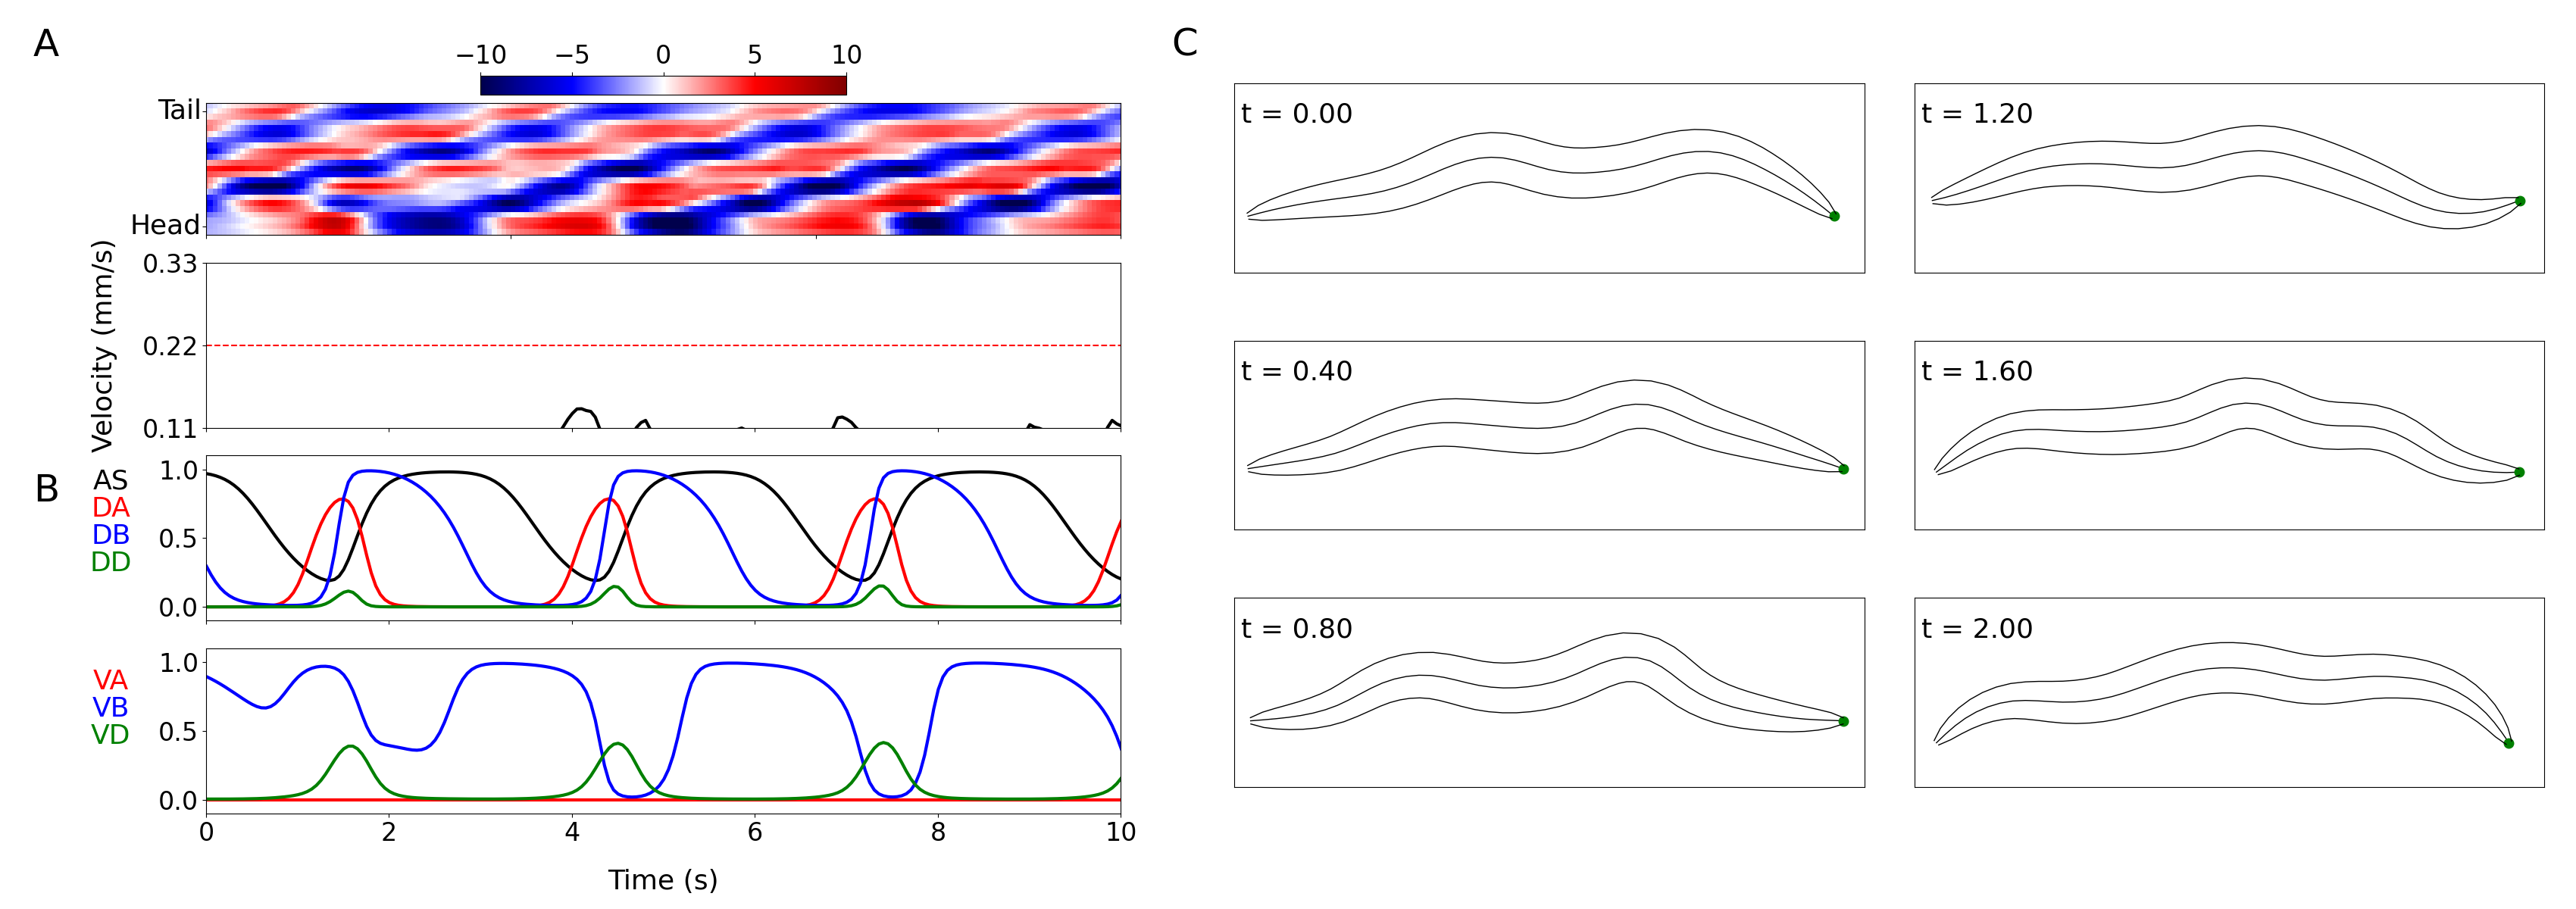 A
−10 −5 0 5 10
Tail
Head
Velocity (mm/s)
0.33
0.22
0.11
B
AS
DA
DB
DD
1.0
0.5
0.0
VA
VB
VD
1.0
0.5
0.0
0 2 4 6 8 10
Time (s)
C
t = 0.00
t = 1.20
t = 0.40
t = 1.60
t = 0.80
t = 2.00